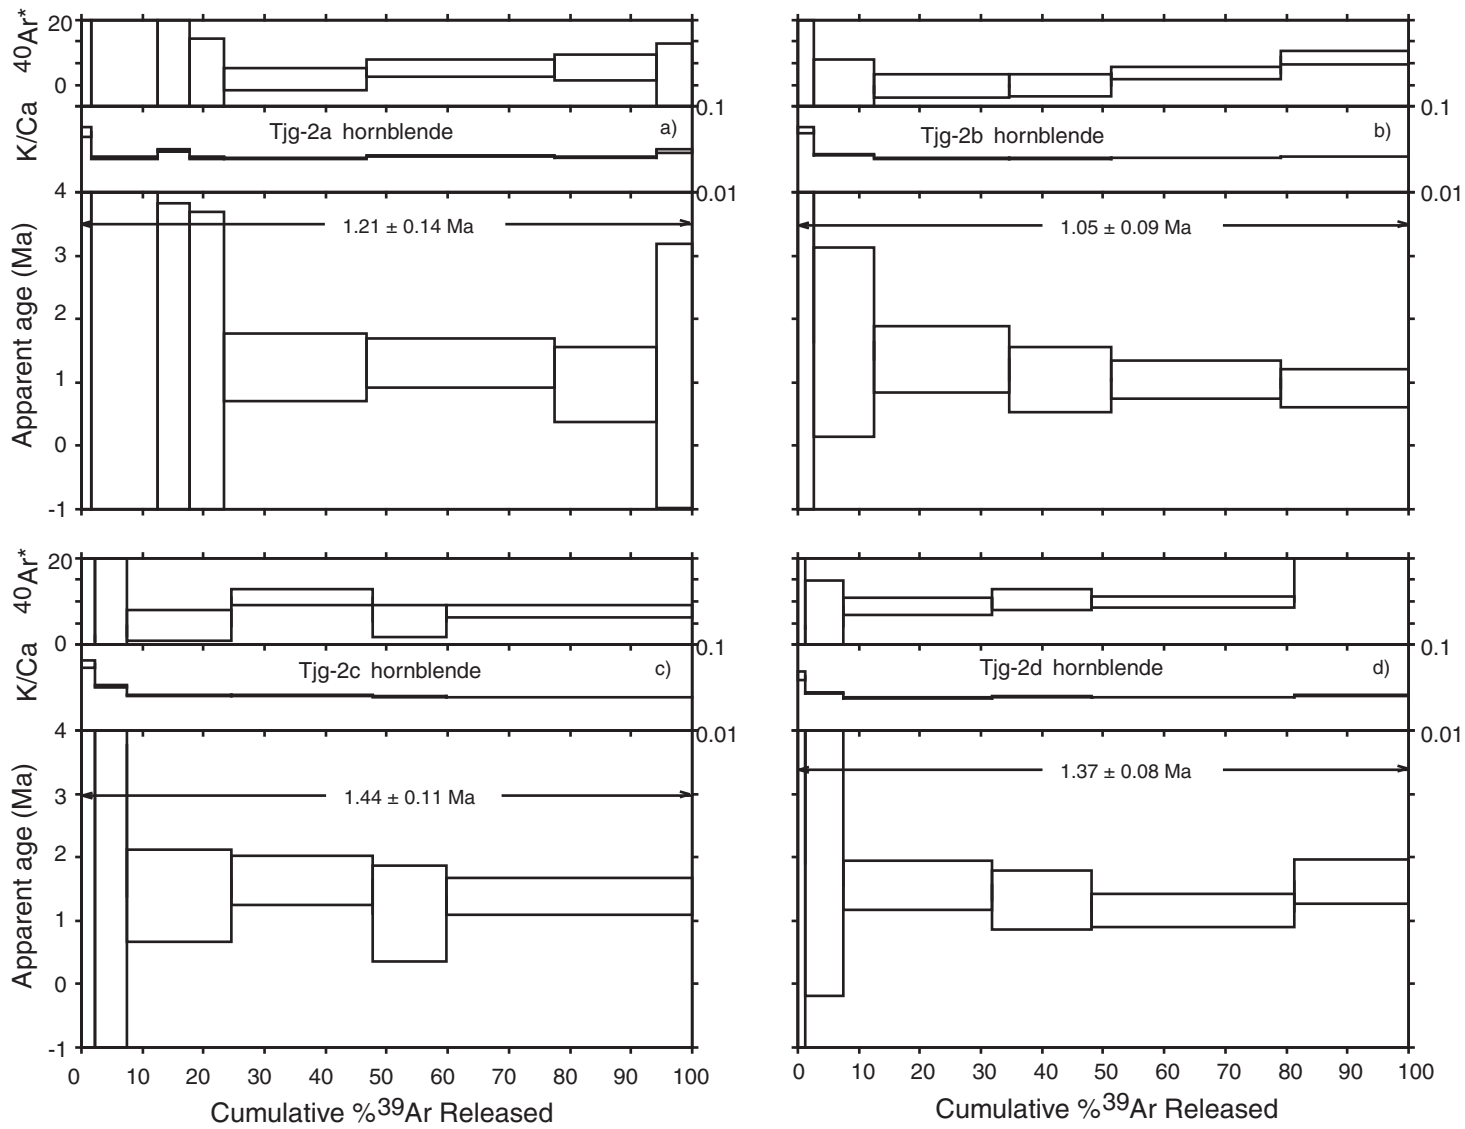 40Ar*
20
0
K/Ca
0.1
Tjg-2a hornblende
a)
0.01
Apparent age (Ma)
4
3
2
1
0
-1
1.21 ± 0.14 Ma
Tjg-2b hornblende
b)
0.1
0.01
1.05 ± 0.09 Ma
40Ar*
20
0
K/Ca
0.1
Tjg-2c hornblende
c)
0.01
Apparent age (Ma)
4
3
2
1
0
-1
1.44 ± 0.11 Ma
0 10 20 30 40 50 60 70 80 90 100
Cumulative %39Ar Released
Tjg-2d hornblende
d)
0.1
0.01
1.37 ± 0.08 Ma
0 10 20 30 40 50 60 70 80 90 100
Cumulative %39Ar Released